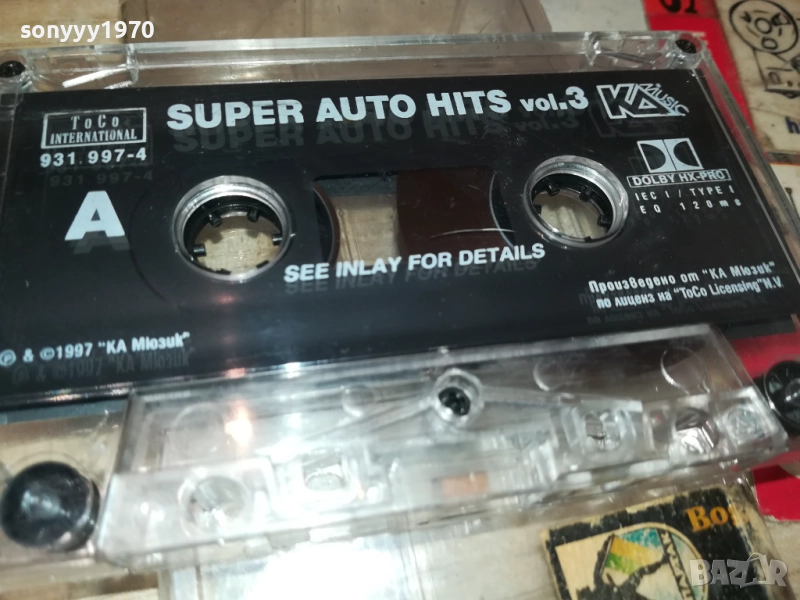 sonyyy1970
ToCo
INTERNATIONAL
931.997-4
SUPER AUTO HITS vol.3
KA MUSIC
DOLBY HX-PRO
IEC I / TYPE I
EQ 120ms
A
SEE INLAY FOR DETAILS
Произведено от "КА Мюзик"
по лиценз на "ToCo Licensing" N.V.
℗ & ©1997 "КА Мюзик"
BAZAR